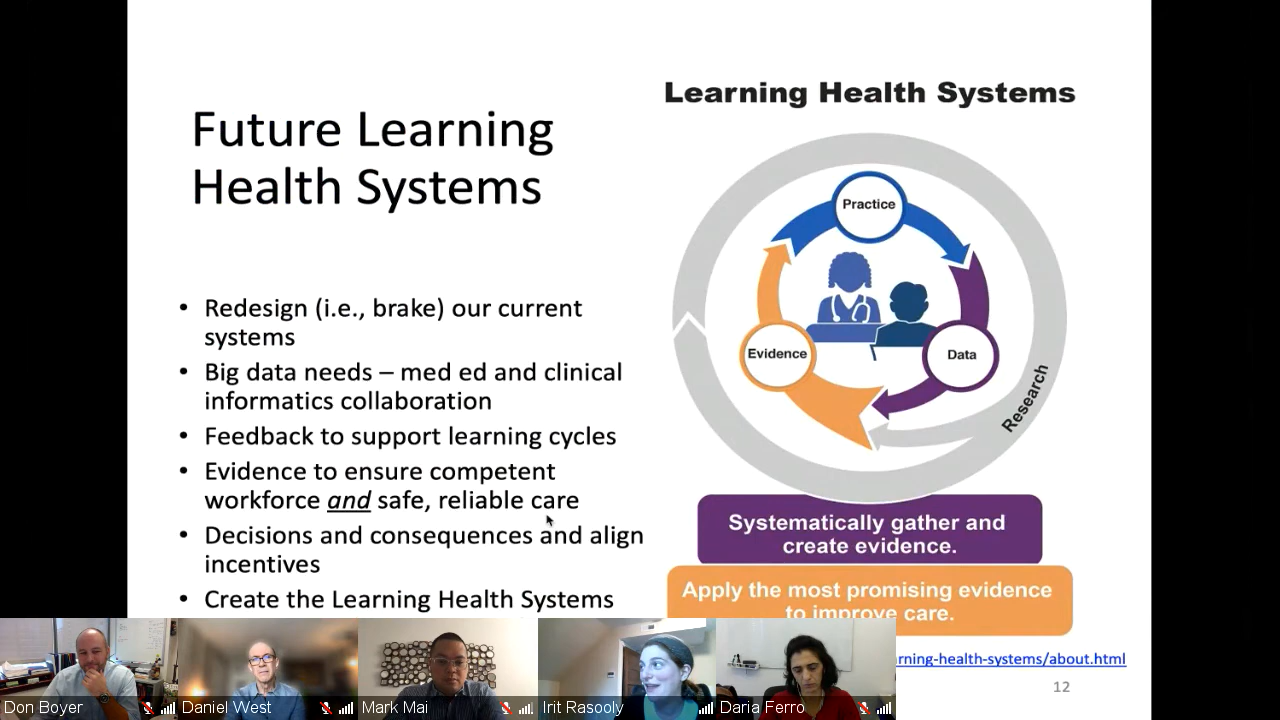 Learning Health Systems
Future Learning
Health Systems
• Redesign (i.e., brake) our current
systems
• Big data needs – med ed and clinical
informatics collaboration
• Feedback to support learning cycles
• Evidence to ensure competent
workforce and safe, reliable care
• Decisions and consequences and align
incentives
• Create the Learning Health Systems
Practice
Evidence
Data
Research
Systematically gather and
create evidence.
Apply the most promising evidence
to improve care.
rning-health-systems/about.html
12
Don Boyer
Daniel West
Mark Mai
Irit Rasooly
Daria Ferro